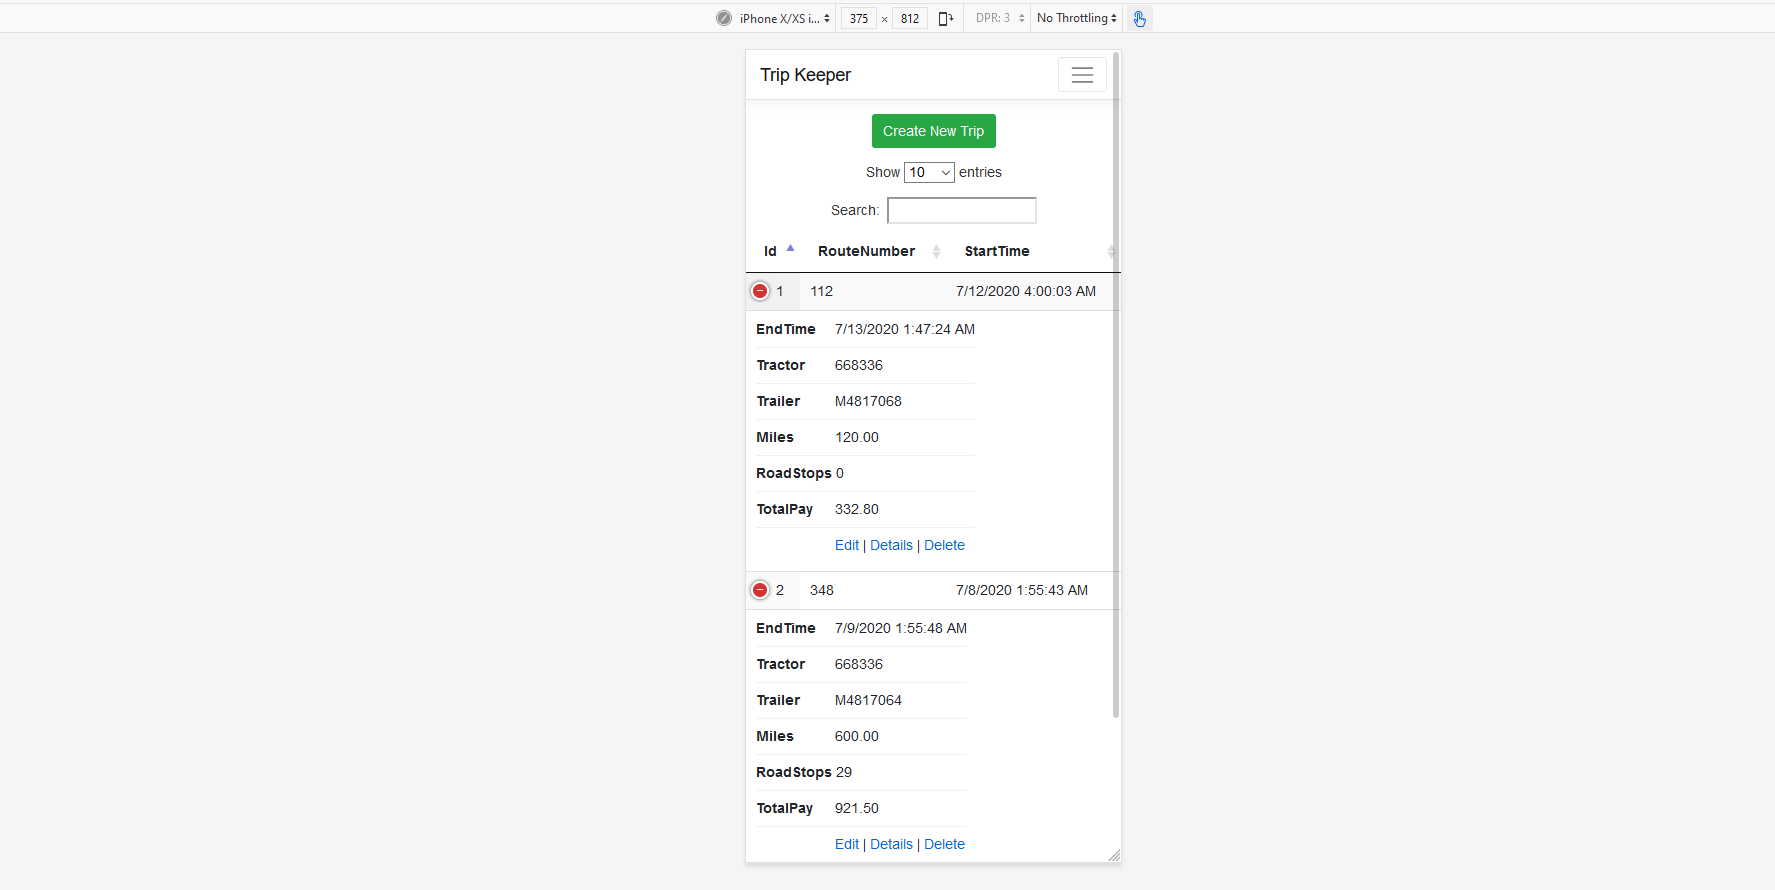 iPhone X/XS i... 375 × 812 DPR: 3 No Throttling
Trip Keeper
Create New Trip
Show 10 entries
Search:
Id RouteNumber StartTime
1 112 7/12/2020 4:00:03 AM
EndTime 7/13/2020 1:47:24 AM
Tractor 668336
Trailer M4817068
Miles 120.00
RoadStops 0
TotalPay 332.80
Edit | Details | Delete
2 348 7/8/2020 1:55:43 AM
EndTime 7/9/2020 1:55:48 AM
Tractor 668336
Trailer M4817064
Miles 600.00
RoadStops 29
TotalPay 921.50
Edit | Details | Delete